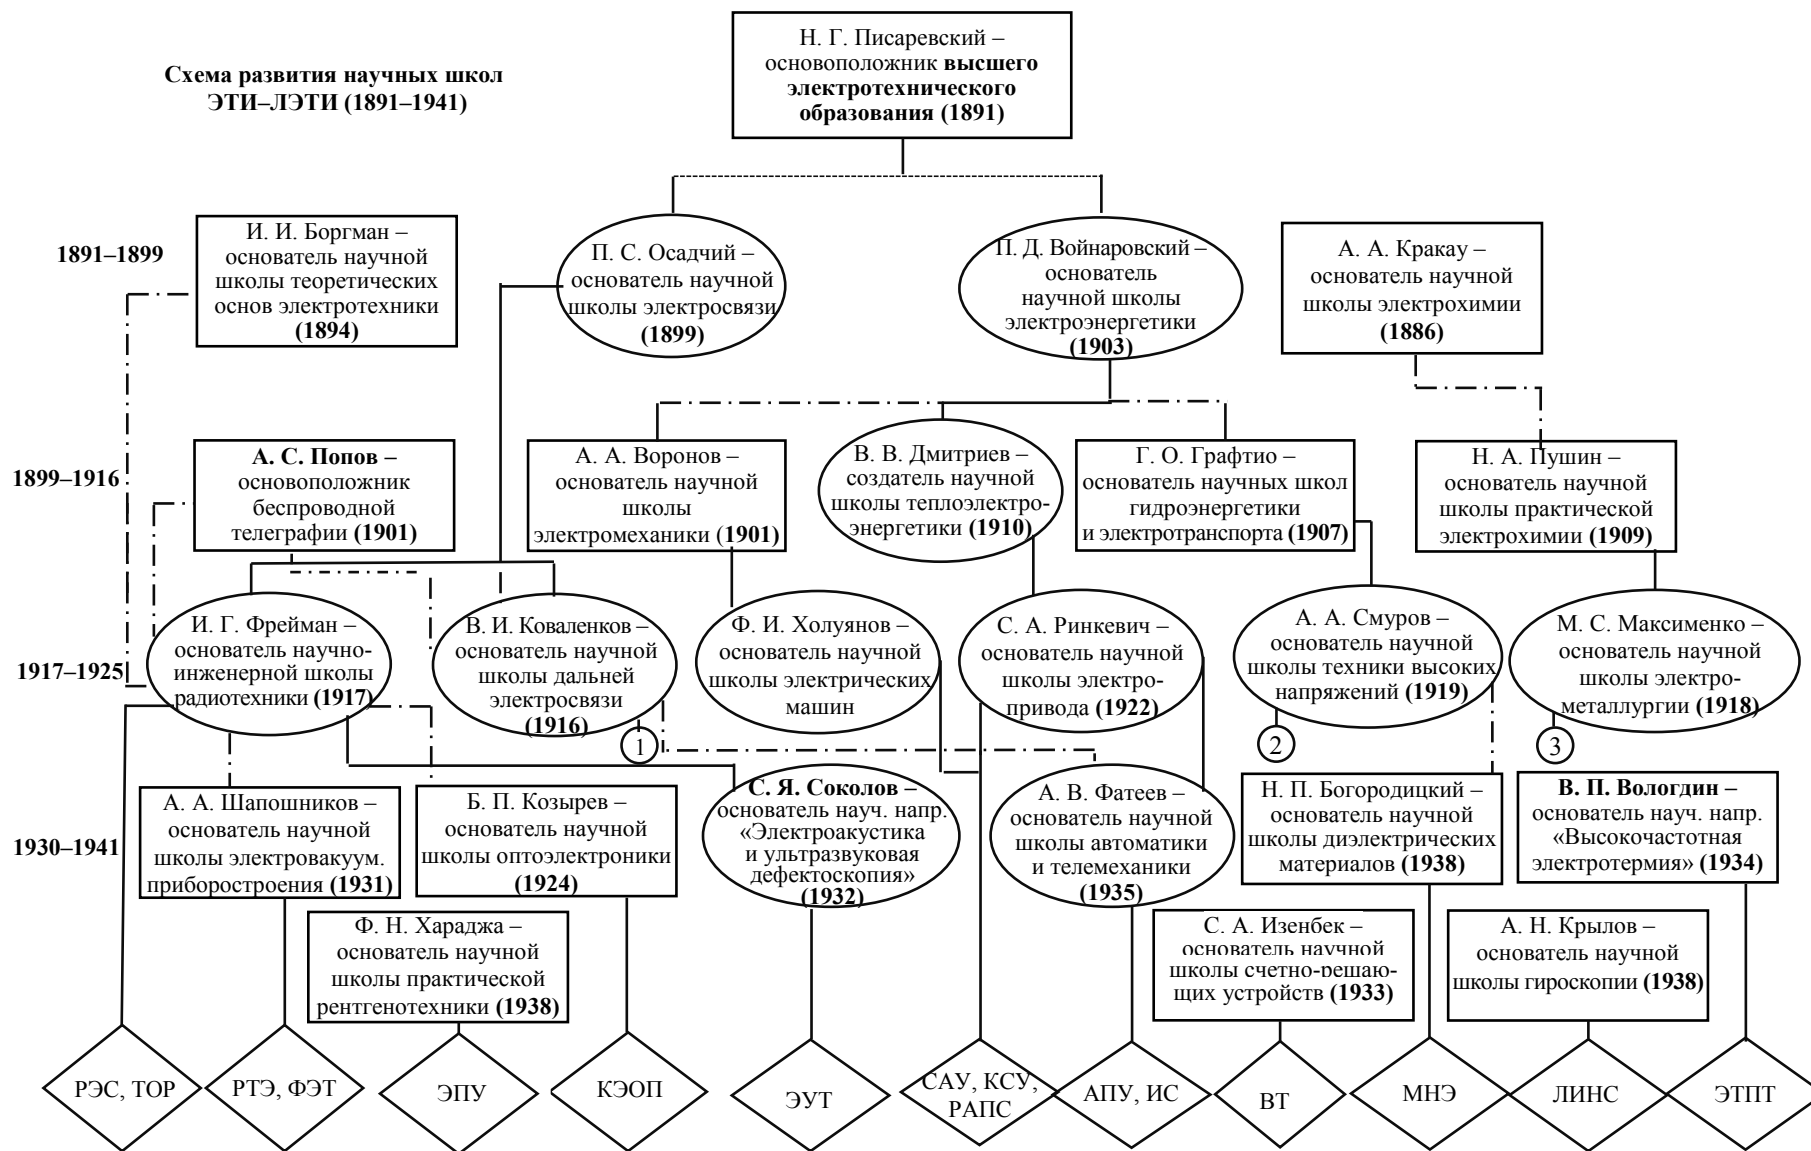 Н. Г. Писаревский –
основоположник высшего
электротехнического
образования (1891)
Схема развития научных школ
ЭТИ–ЛЭТИ (1891–1941)
1891–1899
И. И. Боргман –
основатель научной
школы теоретических
основ электротехники
(1894)
П. С. Осадчий –
основатель научной
школы электросвязи
(1899)
П. Д. Войнаровский –
основатель
научной школы
электроэнергетики
(1903)
А. А. Кракау –
основатель научной
школы электрохимии
(1886)
1899–1916
А. С. Попов –
основоположник
беспроводной
телеграфии (1901)
А. А. Воронов –
основатель научной
школы
электромеханики (1901)
В. В. Дмитриев –
создатель научной
школы теплоэлектро-
энергетики (1910)
Г. О. Графтио –
основатель научных школ
гидроэнергетики
и электротранспорта (1907)
Н. А. Пушин –
основатель научной
школы практической
электрохимии (1909)
1917–1925
И. Г. Фрейман –
основатель научно-
инженерной школы
радиотехники (1917)
В. И. Коваленков –
основатель научной
школы дальней
электросвязи
(1916)
Ф. И. Холуянов –
основатель научной
школы электрических
машин
С. А. Ринкевич –
основатель научной
школы электро-
привода (1922)
А. А. Смуров –
основатель научной
школы техники высоких
напряжений (1919)
М. С. Максименко –
основатель научной
школы электро-
металлургии (1918)
1
2
3
1930–1941
А. А. Шапошников –
основатель научной
школы электровакуум.
приборостроения (1931)
Б. П. Козырев –
основатель научной
школы оптоэлектроники
(1924)
С. Я. Соколов –
основатель науч. напр.
«Электроакустика
и ультразвуковая
дефектоскопия»
(1932)
А. В. Фатеев –
основатель научной
школы автоматики
и телемеханики
(1935)
Н. П. Богородицкий –
основатель научной
школы диэлектрических
материалов (1938)
В. П. Вологдин –
основатель науч. напр.
«Высокочастотная
электротермия» (1934)
Ф. Н. Хараджа –
основатель научной
школы практической
рентгенотехники (1938)
С. А. Изенбек –
основатель научной
школы счетно-решаю-
щих устройств (1933)
А. Н. Крылов –
основатель научной
школы гироскопии (1938)
РЭС, ТОР
РТЭ, ФЭТ
ЭПУ
КЭОП
ЭУТ
САУ, КСУ,
РАПС
АПУ, ИС
ВТ
МНЭ
ЛИНС
ЭТПТ